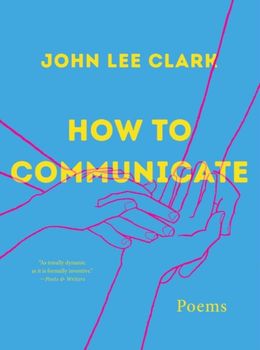 JOHN LEE CLARK
HOW TO
COMMUNICATE
"As tonally dynamic
as it is formally inventive."
—Poets & Writers
Poems